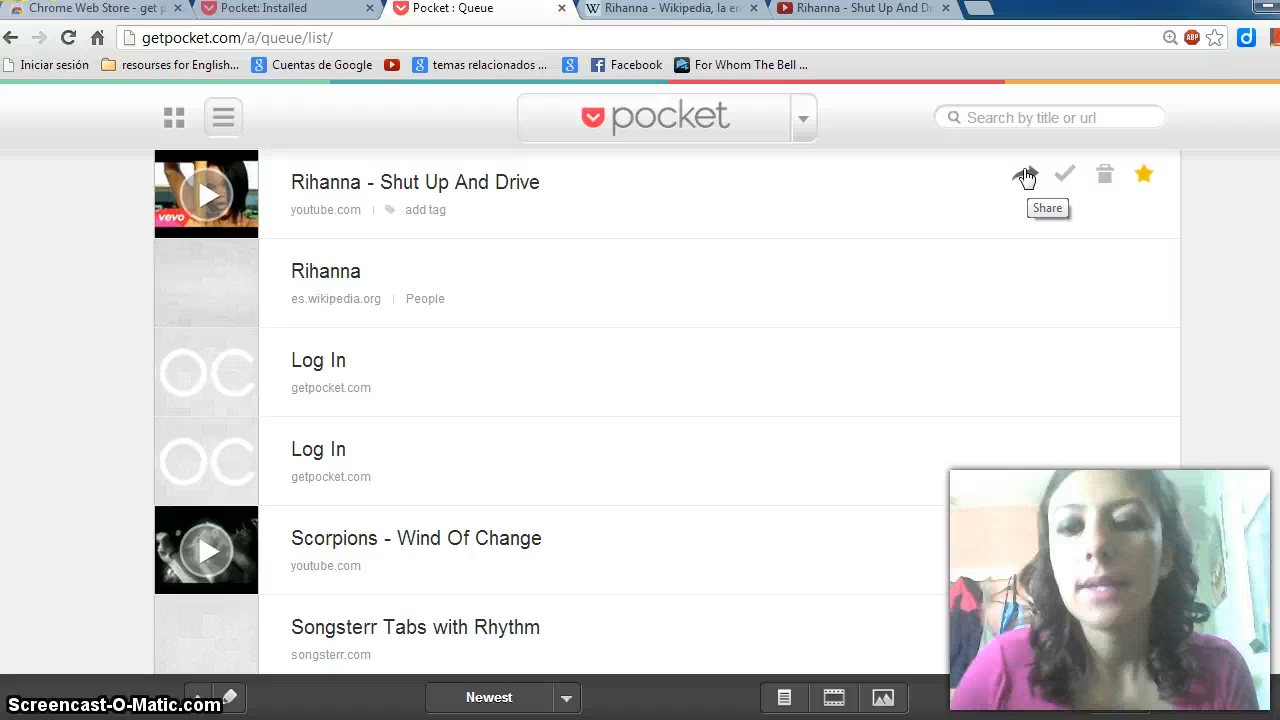 Chrome Web Store - get p
Pocket: Installed
Pocket : Queue
Rihanna - Wikipedia, la en
Rihanna - Shut Up And Dr
getpocket.com/a/queue/list/
ABP
d
Iniciar sesión
resourses for English...
Cuentas de Google
temas relacionados ...
Facebook
For Whom The Bell ...
pocket
Search by title or url
vevo
Rihanna - Shut Up And Drive
youtube.com
add tag
Share
Rihanna
es.wikipedia.org
People
OC
Log In
getpocket.com
OC
Log In
getpocket.com
Scorpions - Wind Of Change
youtube.com
Songsterr Tabs with Rhythm
songsterr.com
Newest
Screencast-O-Matic.com